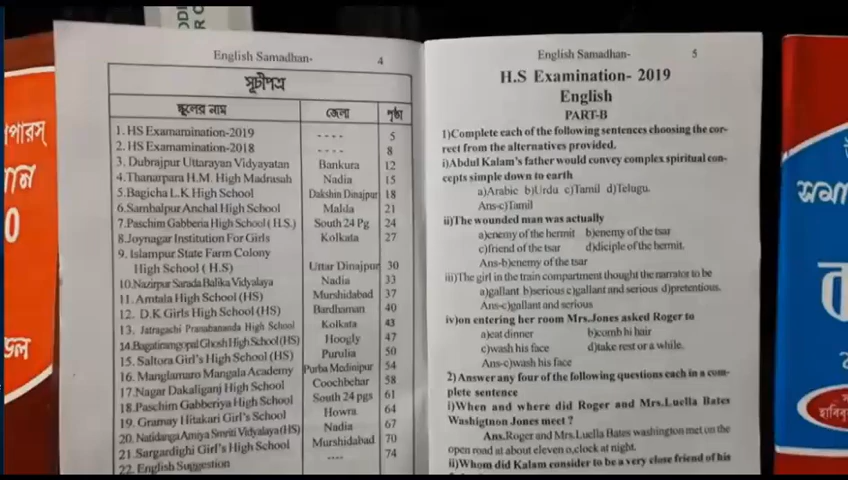 English Samadhan- 4
সূচীপত্র
স্কুলের নাম জেলা পৃষ্ঠা
1. HS Examamination-2019 ---- 5
2. HS Examamination-2018 ---- 8
3. Dubrajpur Uttarayan Vidyayatan Bankura 12
4. Thanarpara H.M. High Madrasah Nadia 15
5. Bagicha L.K High School Dakshin Dinajpur 18
6. Sambalpur Anchal High School Malda 21
7. Paschim Gabberia High School ( H.S.) South 24 Pg 24
8. Joynagar Institution For Girls Kolkata 27
9. Islampur State Farm Colony
High School ( H.S) Uttar Dinajpur 30
10. Nazirpur Sarada Balika Vidyalaya Nadia 33
11. Amtala High School (HS) Murshidabad 37
12. D.K Girls High School (HS) Bardhaman 40
13. Jatragachi Pranabananda High School Kolkata 43
14. Bagatiramgopal Ghosh High School (HS) Hoogly 47
15. Saltora Girl's High School (HS) Purulia 50
16. Manglamaro Mangala Academy Purba Madinipur 54
17. Nagar Dakaliganj High School Coochbehar 58
18. Paschim Gabberiya High School South 24 pgs 61
19. Gramay Hitakari Girl's School Howra 64
20. Natidanga Amiya Smriti Vidyalaya (HS) Nadia 67
21. Sargardighi Girl's High School Murshidabad 70
22. English Suggestion ---- 74
English Samadhan- 5
H.S Examination- 2019
English
PART-B
1)Complete each of the following sentences choosing the cor-
rect from the alternatives provided.
i)Abdul Kalam's father would convey complex spiritual con-
cepts simple down to earth
a)Arabic b)Urdu c)Tamil d)Telugu.
Ans-c)Tamil
ii)The wounded man was actually
a)enemy of the hermit b)enemy of the tsar
c)friend of the tsar d)diciple of the hermit.
Ans-b)enemy of the tsar
iii)The girl in the train compartment thought the narrator to be
a)gallant b)serious c)gallant and serious d)pretentious.
Ans-c)gallant and serious
iv)on entering her room Mrs.Jones asked Roger to
a)eat dinner b)comb hi hair
c)wash his face d)take rest or a while.
Ans-c)wash his face
2)Answer any four of the following questions each in a com-
plete sentence
i)When and where did Roger and Mrs.Luella Bates
Washigtnon Jones meet ?
Ans.Roger and Mrs.Luella Bates washington met on the
open road at about eleven o,clock at night.
ii)Whom did Kalam consider to be a very close friend of his